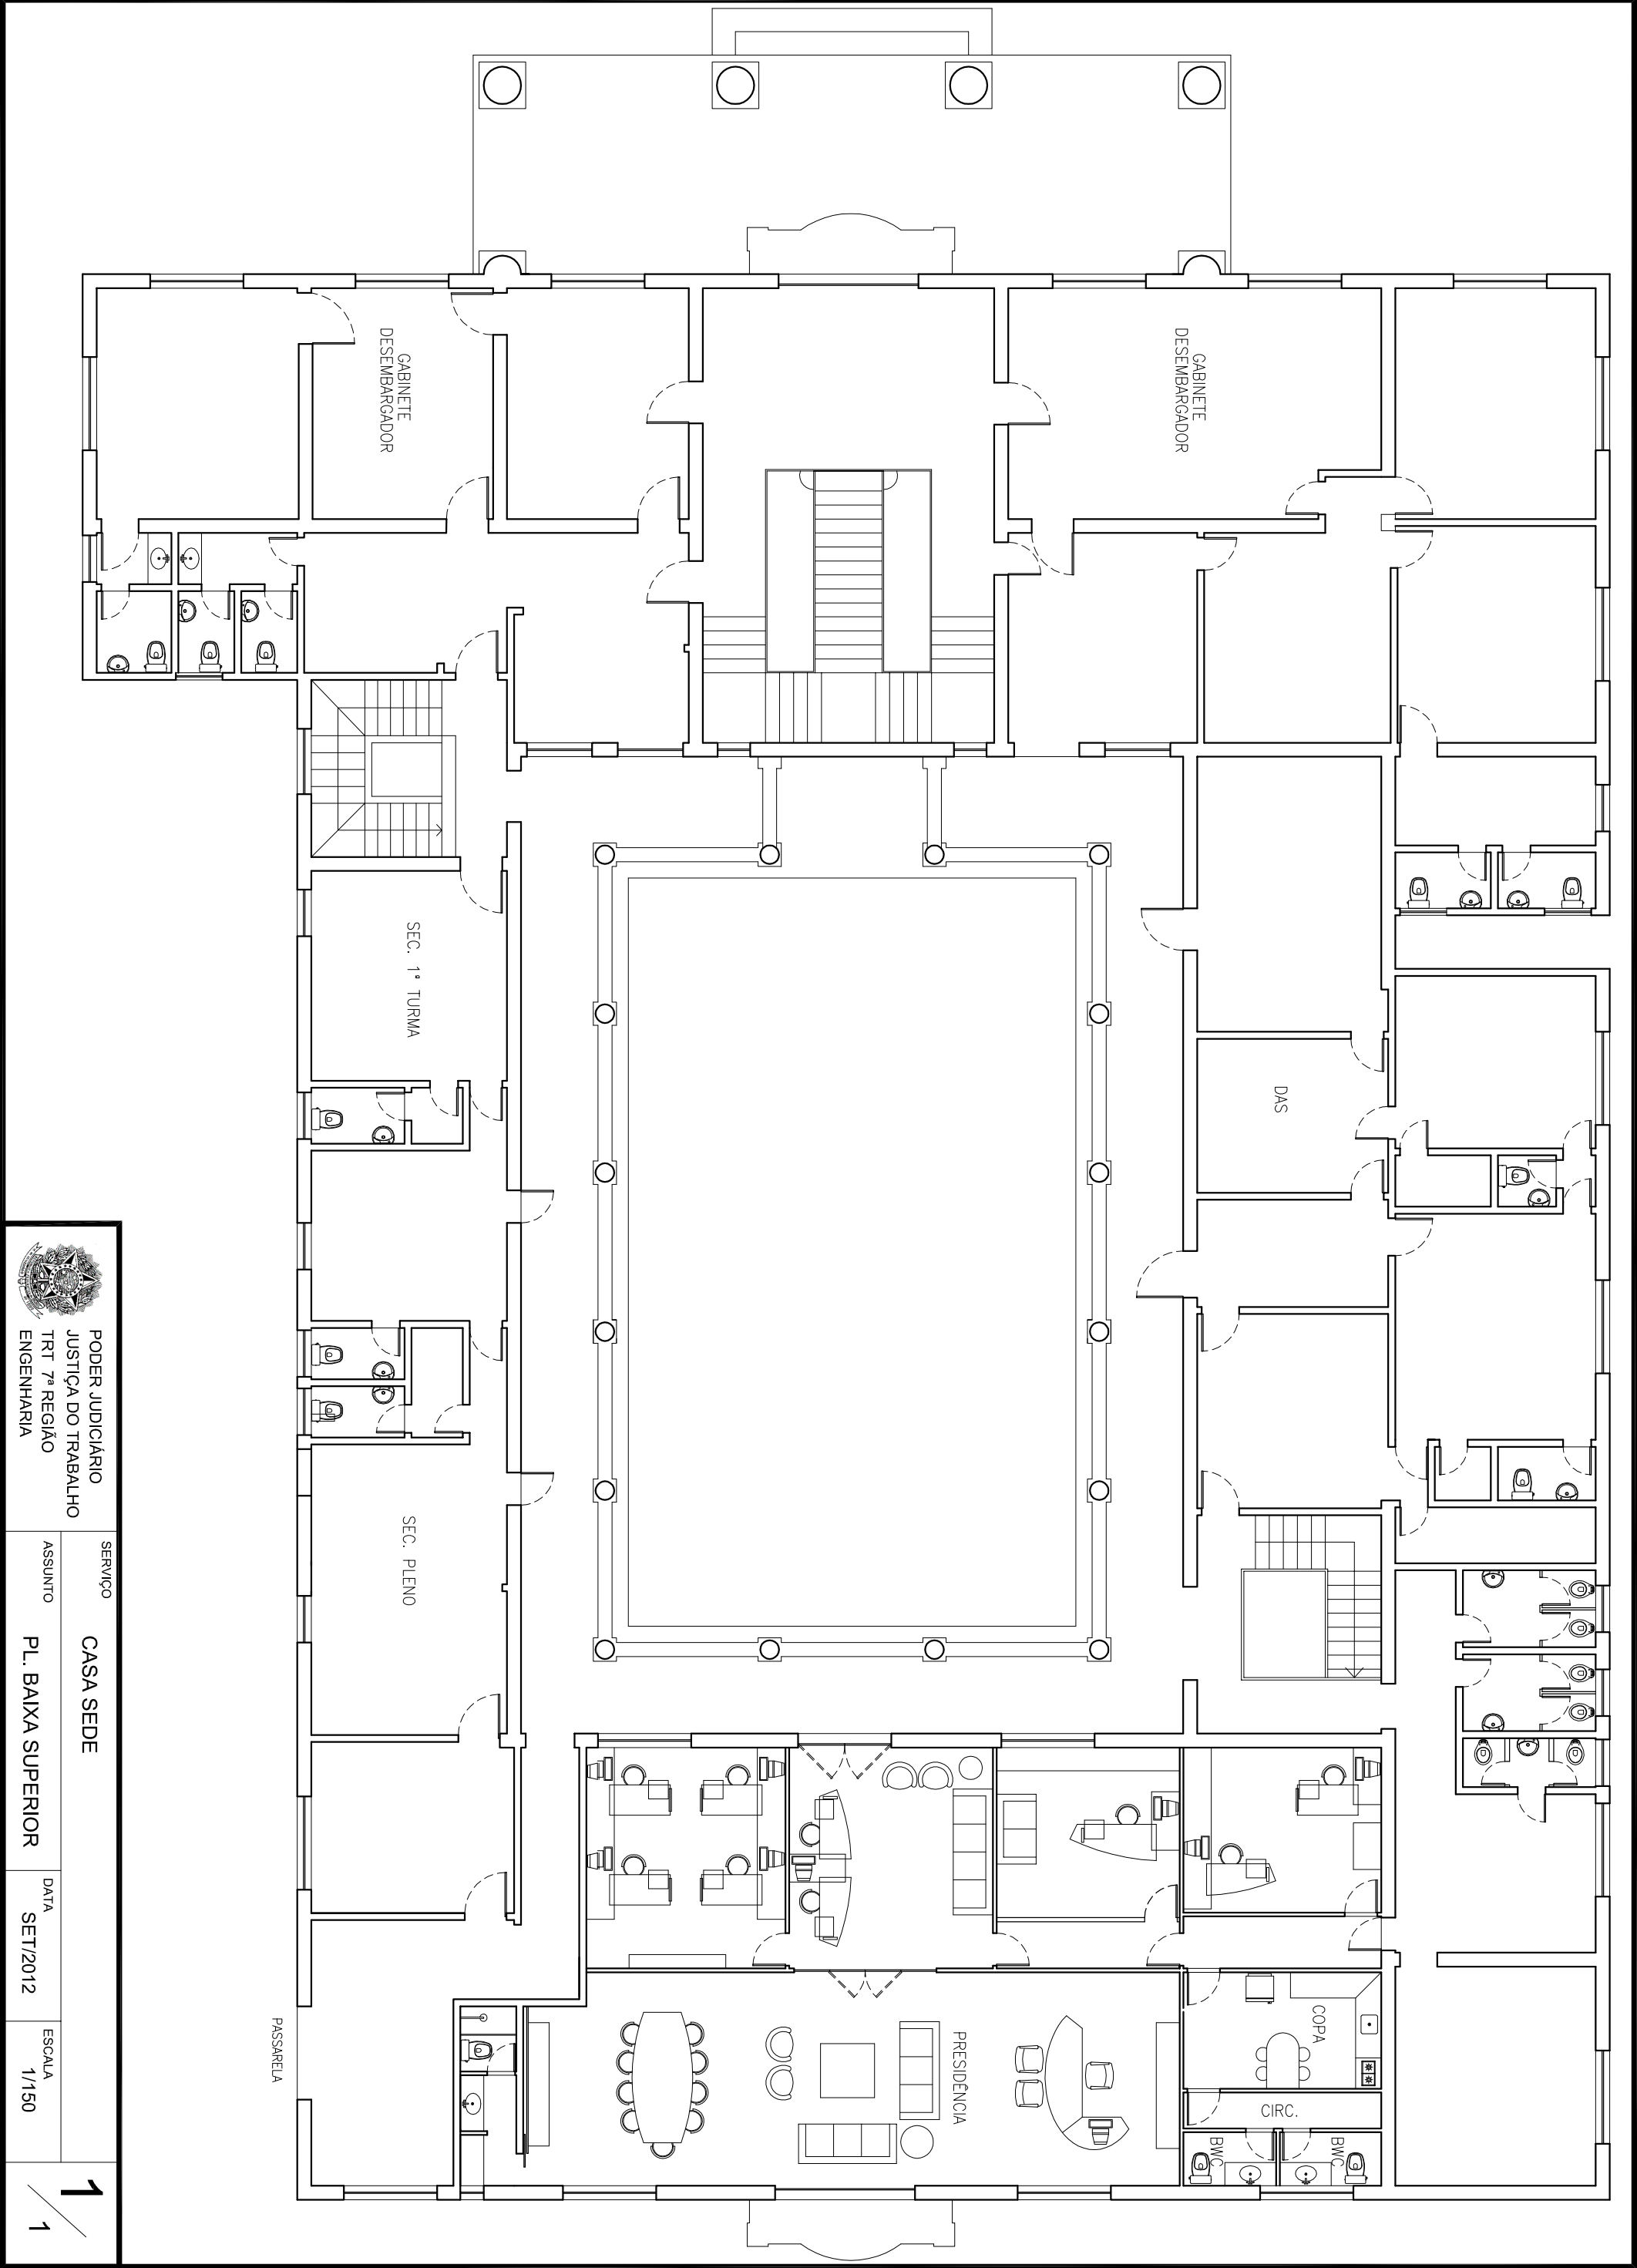 GABINETE
DESEMBARGADOR
GABINETE
DESEMBARGADOR
SEC. 1ª TURMA
DAS
SEC. PLENO
COPA
PRESIDÊNCIA
CIRC.
BWC
BWC
PASSARELA
PODER JUDICIÁRIO
JUSTIÇA DO TRABALHO
TRT 7ª REGIÃO
ENGENHARIA
SERVIÇO
CASA SEDE
ASSUNTO
PL. BAIXA SUPERIOR
DATA
SET/2012
ESCALA
1/150
1/1